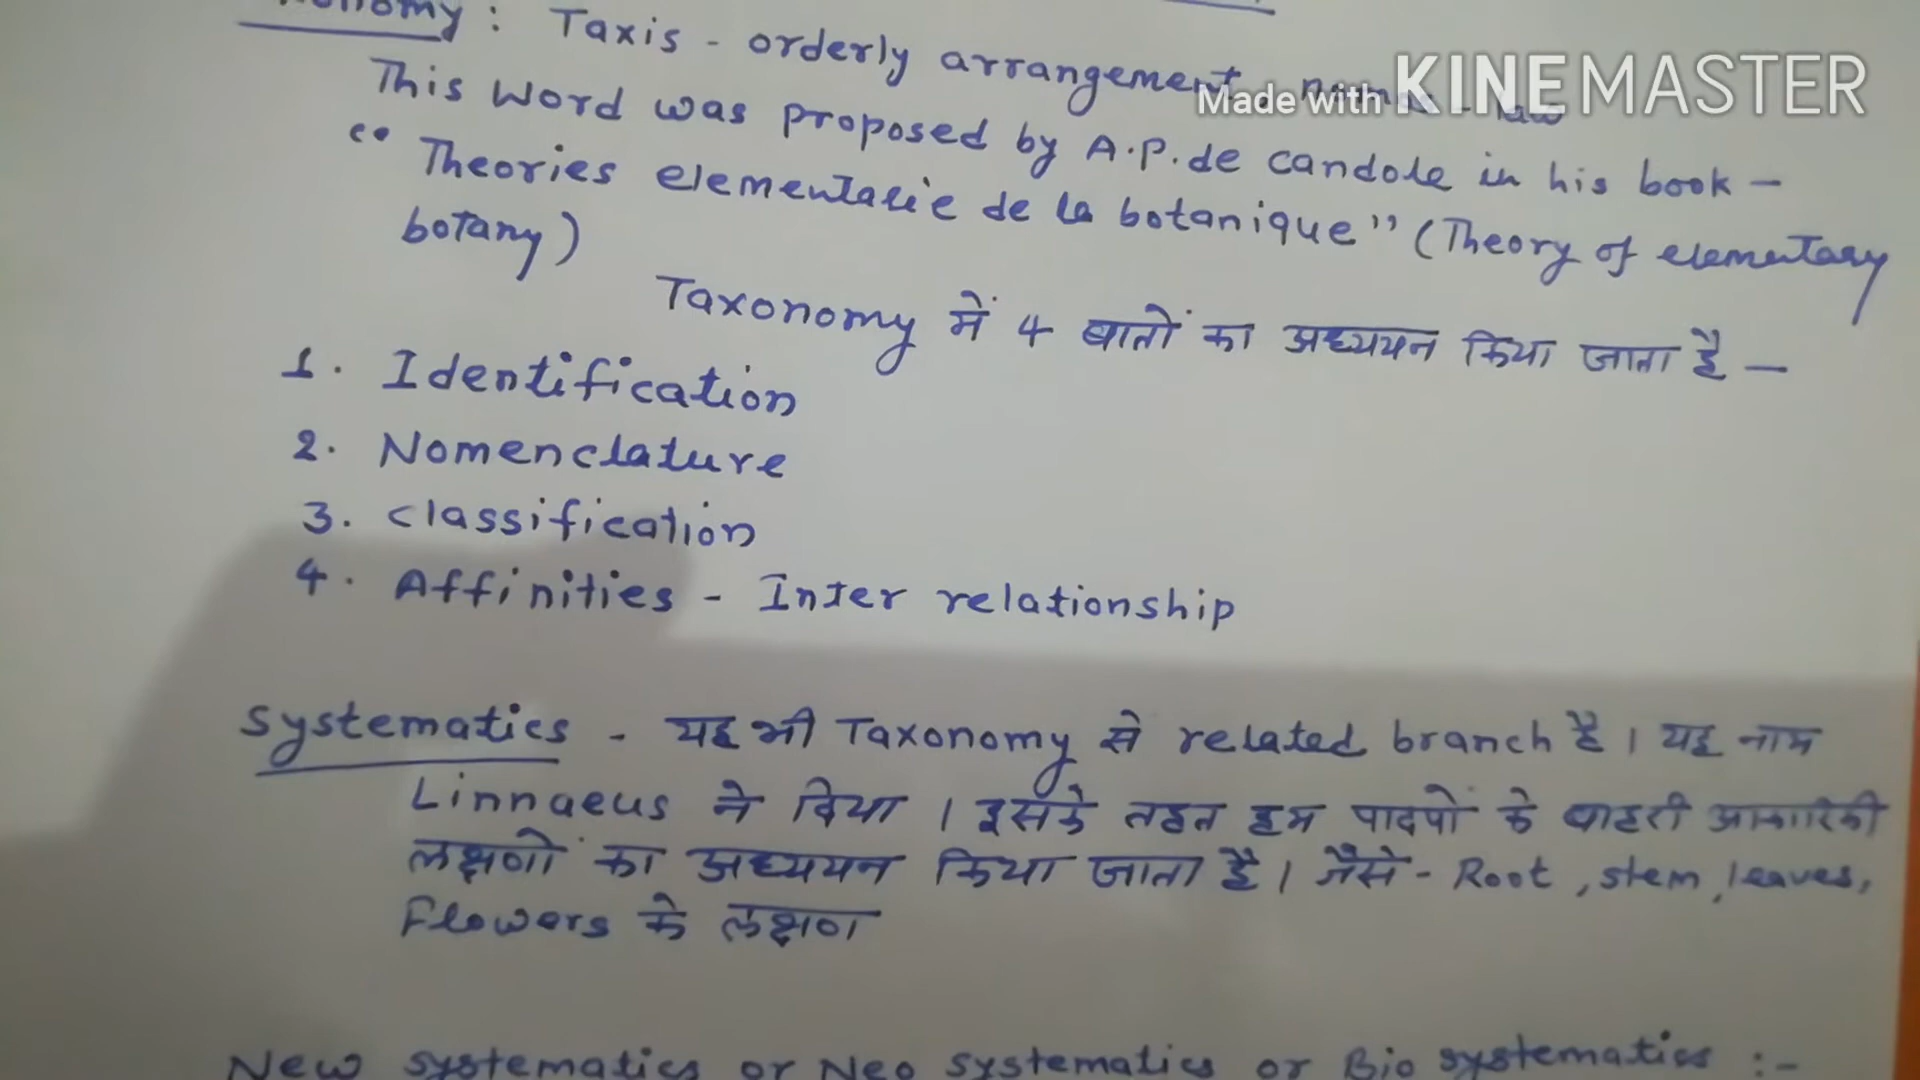 Taxis - orderly arrangement, - law
Made with KINEMASTER
This word was proposed by A.P. de candole in his book -
"Theories elementarie de la botanique" (Theory of elementary
botany)
Taxonomy में 4 बातों का अध्ययन किया जाता है -
1. Identification
2. Nomenclature
3. classification
4. Affinities - Inter relationship
Systematics - यह भी Taxonomy से related branch है । यह नाम
Linnaeus ने दिया । इसके तहत हम पादपों के बाहरी आकारिकी
लक्षणों का अध्ययन किया जाता है । जैसे - Root, stem, leaves,
Flowers के लक्षण
New systematics or Neo systematics or Bio systematics :-